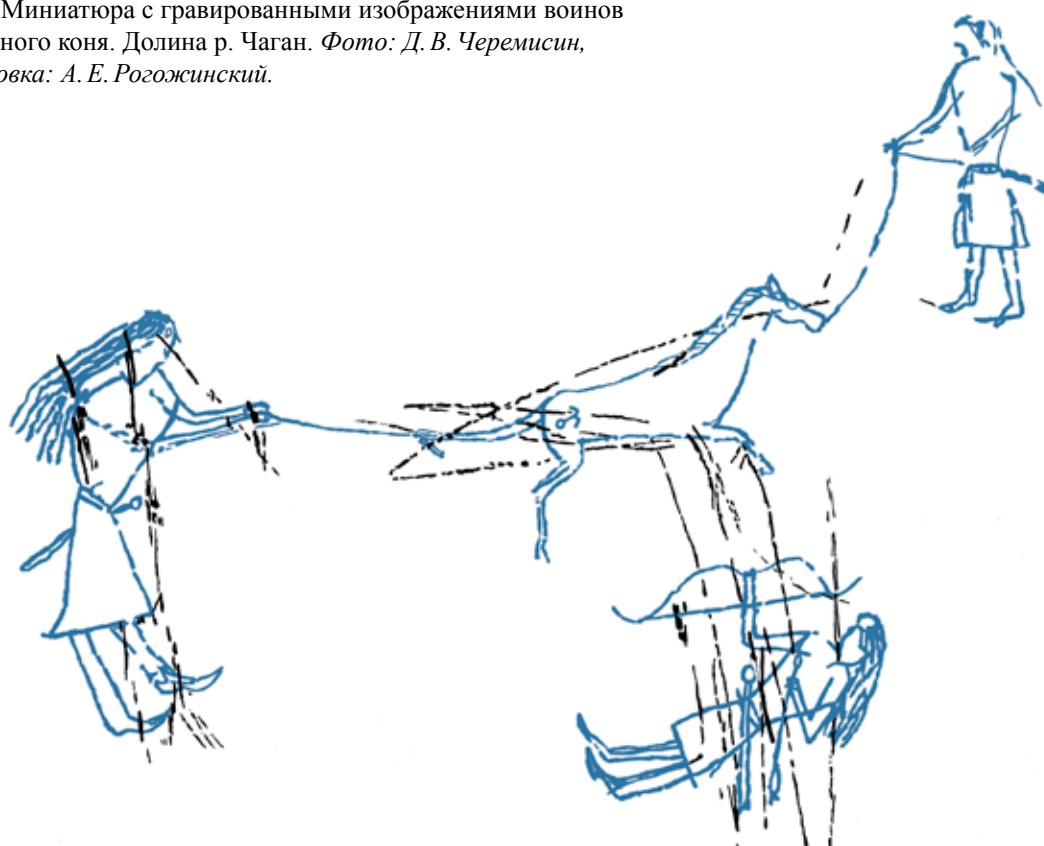 Миниатюра с гравированными изображениями воинов
ного коня. Долина р. Чаган. Фото: Д. В. Черемисин,
овка: А. Е. Рогожинский.